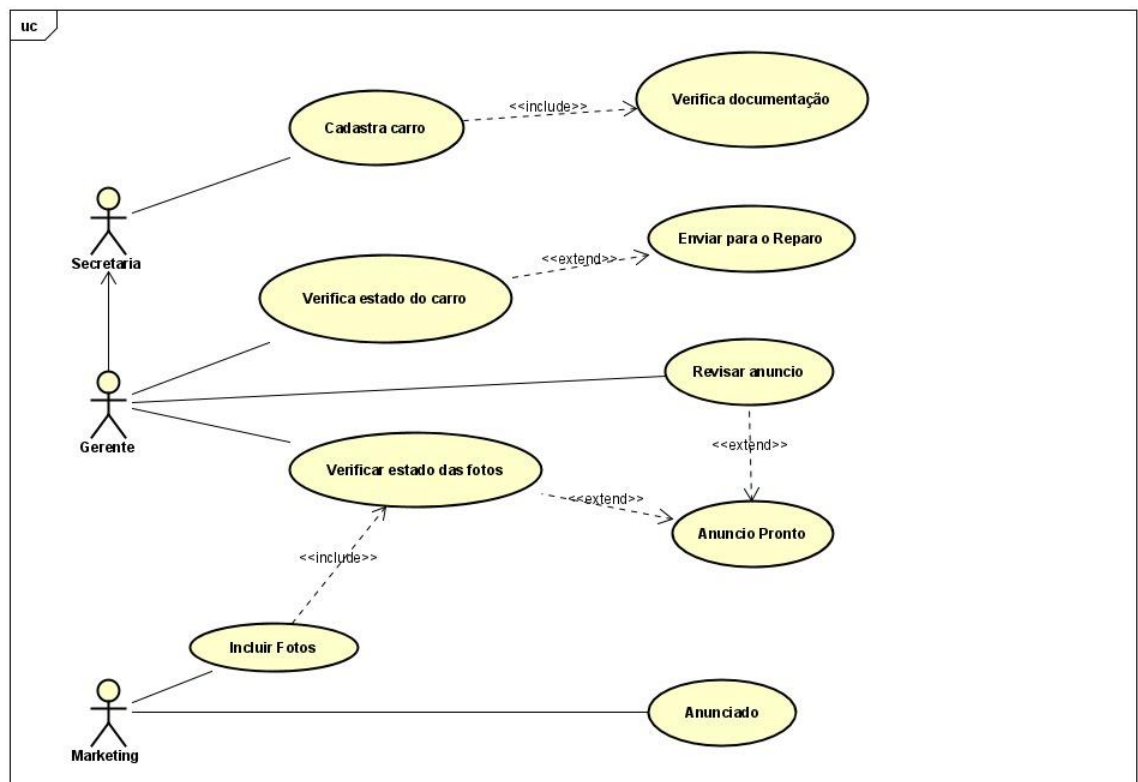 uc
Cadastra carro
<<include>>
Verifica documentação
Secretaria
Enviar para o Reparo
<<extend>>
Verifica estado do carro
Revisar anuncio
Gerente
<<extend>>
Verificar estado das fotos
<<extend>>
Anuncio Pronto
<<include>>
Incluir Fotos
Anunciado
Marketing